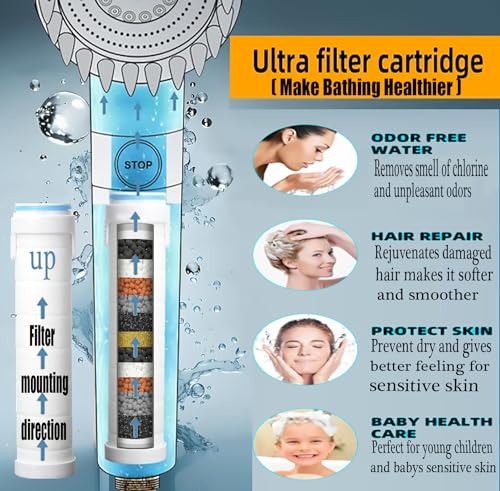 Ultra filter cartridge
[ Make Bathing Healthier ]
STOP
up
Filter
mounting
direction
ODOR FREE
WATER
Removes smell of chlorine
and unpleasant odors
HAIR REPAIR
Rejuvenates damaged
hair makes it softer
and smoother
PROTECT SKIN
Prevent dry and gives
better feeling for
sensitive skin
BABY HEALTH
CARE
Perfect for young children
and babys sensitive skin